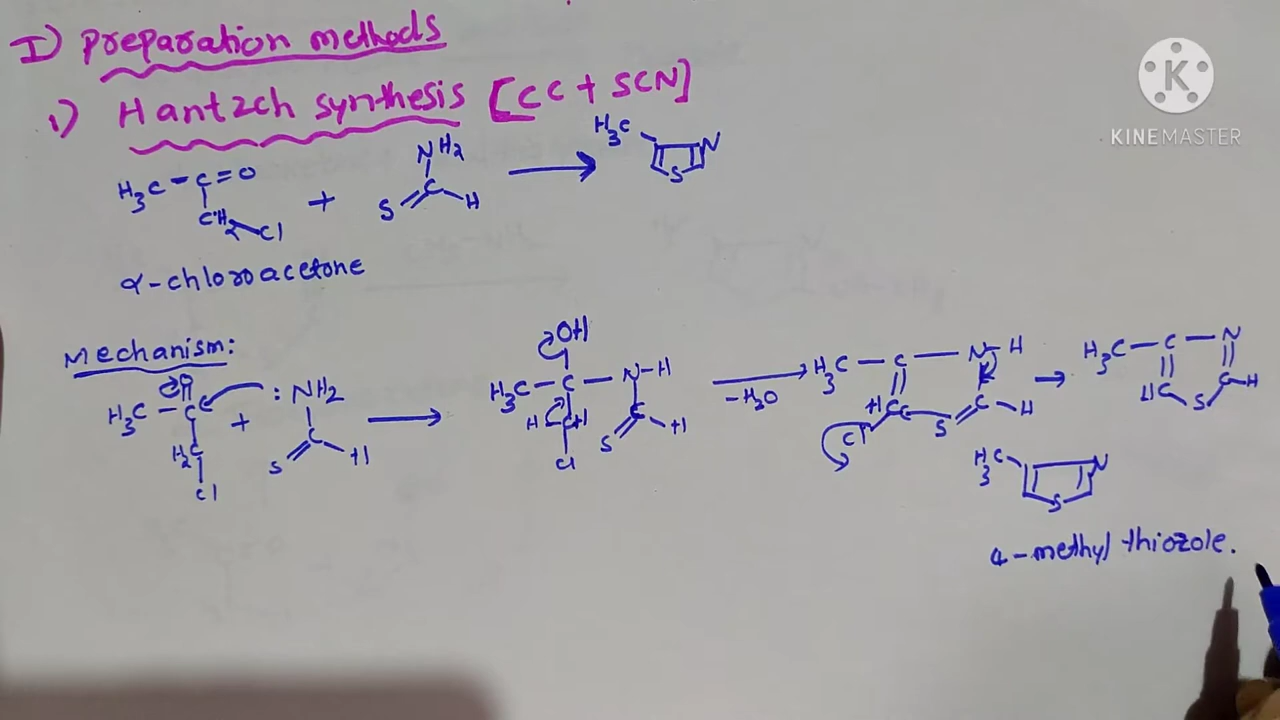 I) Preparation methods
1) Hantzch synthesis [CC + SCN]
H3C - C = O
CH2 - Cl
+
NH2
S C H
H3C N S
α-chloroacetone
Mechanism:
H3C - C O
H2C
Cl
+
:NH2
C
S H
OH
H3C - C - N - H
H C H C
Cl S H
-H2O
H3C - C - N H
H C C H
Cl S
H3C - C - N
HC C-H
S
H3C N
S
4-methyl thiozole.
K
KINEMASTER